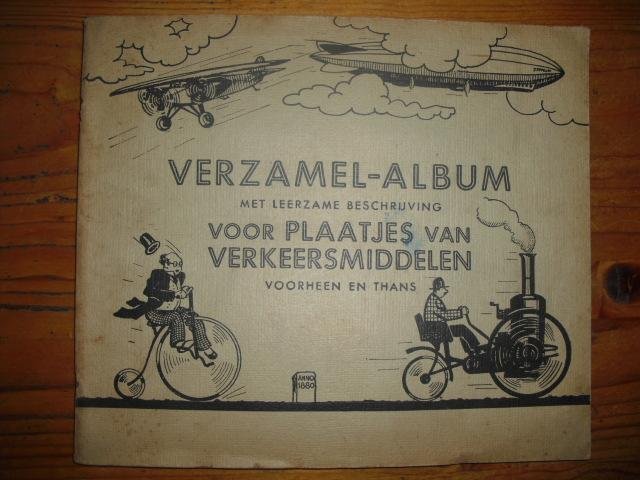 VERZAMEL-ALBUM
MET LEERZAME BESCHRIJVING
VOOR PLAATJES VAN
VERKEERSMIDDELEN
VOORHEEN EN THANS
ANNO
1880